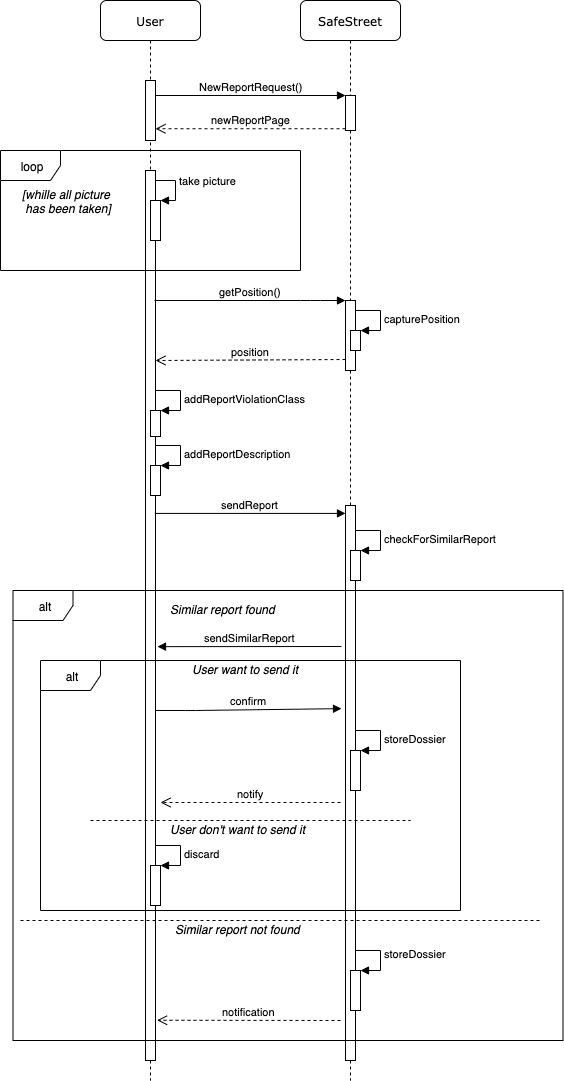 User
SafeStreet
NewReportRequest()
newReportPage
loop
[whille all picture
has been taken]
take picture
getPosition()
capturePosition
position
addReportViolationClass
addReportDescription
sendReport
checkForSimilarReport
alt
Similar report found
sendSimilarReport
alt
User want to send it
confirm
storeDossier
notify
User don't want to send it
discard
Similar report not found
storeDossier
notification